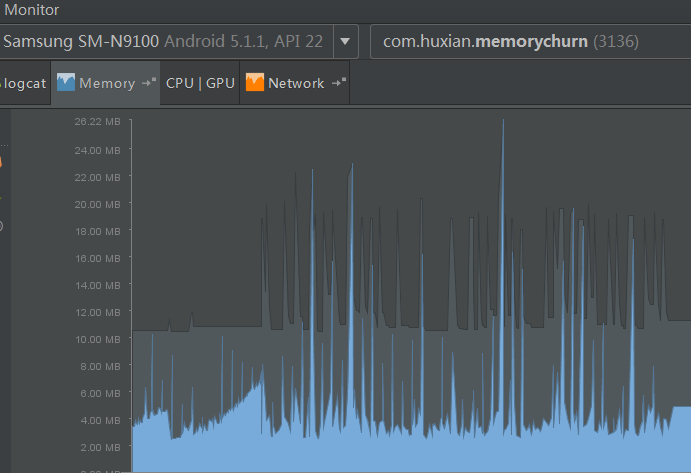 Monitor
Samsung SM-N9100 Android 5.1.1, API 22
com.huxian.memorychurn (3136)
logcat
Memory
CPU | GPU
Network
26.22 MB
24.00 MB
22.00 MB
20.00 MB
18.00 MB
16.00 MB
14.00 MB
12.00 MB
10.00 MB
8.00 MB
6.00 MB
4.00 MB
2.00 MB